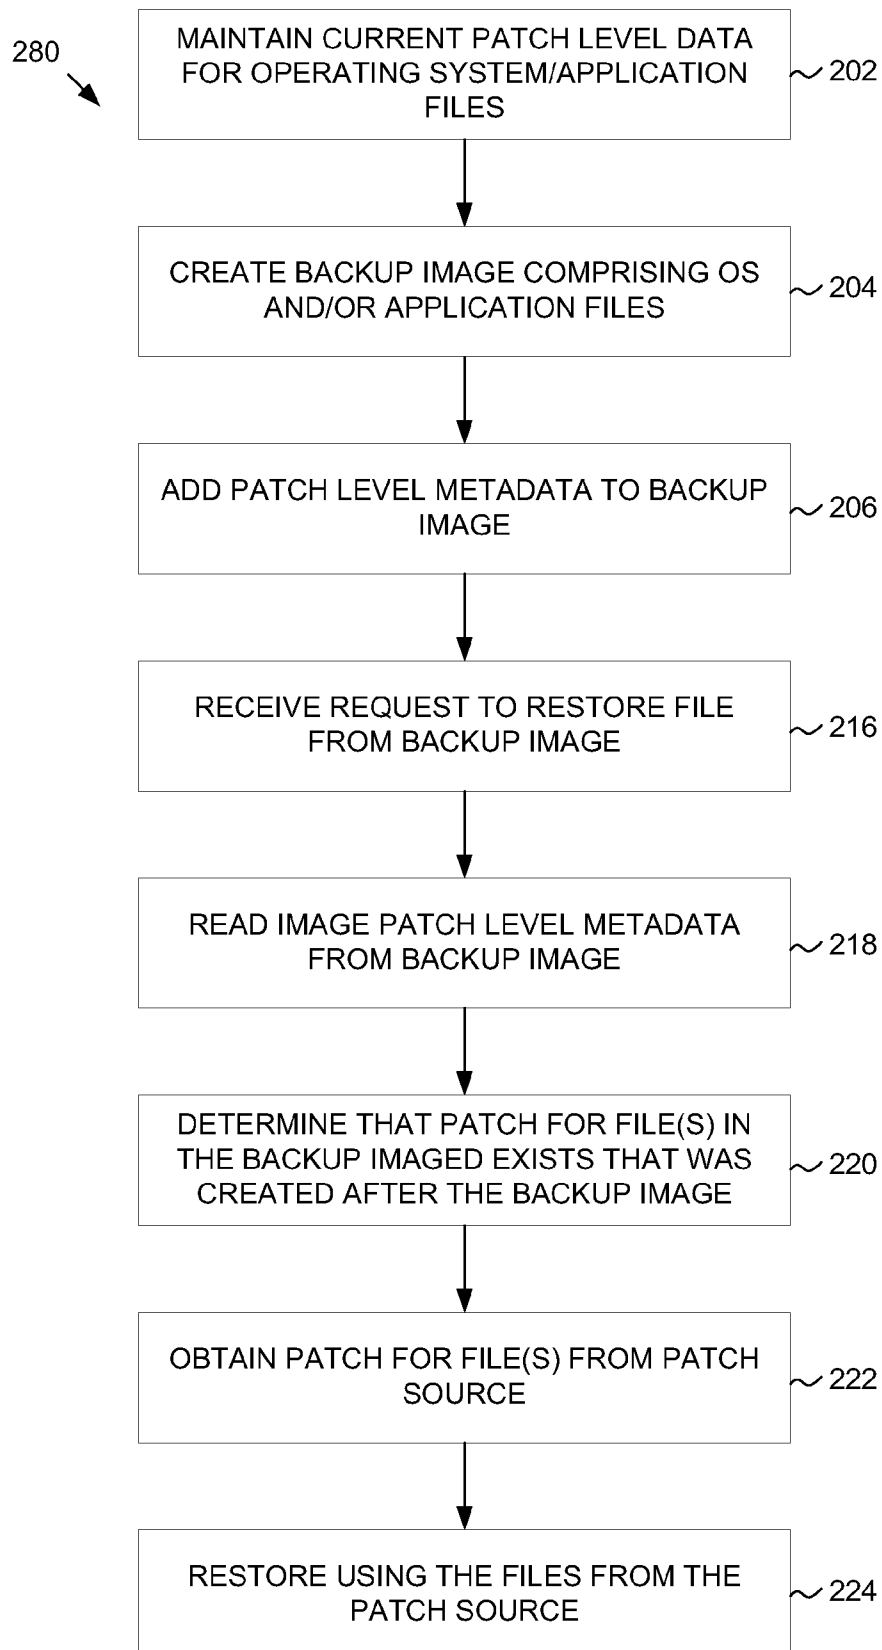 280
MAINTAIN CURRENT PATCH LEVEL DATA
FOR OPERATING SYSTEM/APPLICATION
FILES
202
CREATE BACKUP IMAGE COMPRISING OS
AND/OR APPLICATION FILES
204
ADD PATCH LEVEL METADATA TO BACKUP
IMAGE
206
RECEIVE REQUEST TO RESTORE FILE
FROM BACKUP IMAGE
216
READ IMAGE PATCH LEVEL METADATA
FROM BACKUP IMAGE
218
DETERMINE THAT PATCH FOR FILE(S) IN
THE BACKUP IMAGED EXISTS THAT WAS
CREATED AFTER THE BACKUP IMAGE
220
OBTAIN PATCH FOR FILE(S) FROM PATCH
SOURCE
222
RESTORE USING THE FILES FROM THE
PATCH SOURCE
224